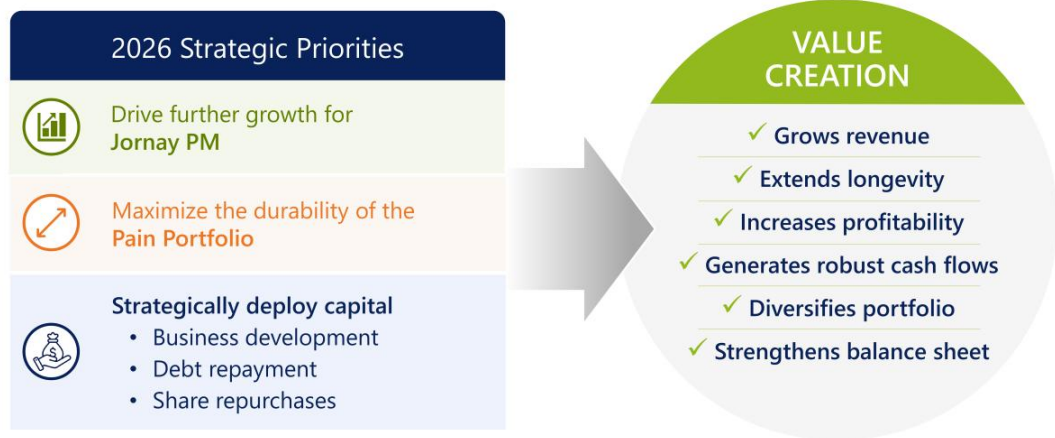 2026 Strategic Priorities
Drive further growth for
Jornay PM
Maximize the durability of the
Pain Portfolio
Strategically deploy capital
• Business development
• Debt repayment
• Share repurchases
VALUE
CREATION
✓ Grows revenue
✓ Extends longevity
✓ Increases profitability
✓ Generates robust cash flows
✓ Diversifies portfolio
✓ Strengthens balance sheet